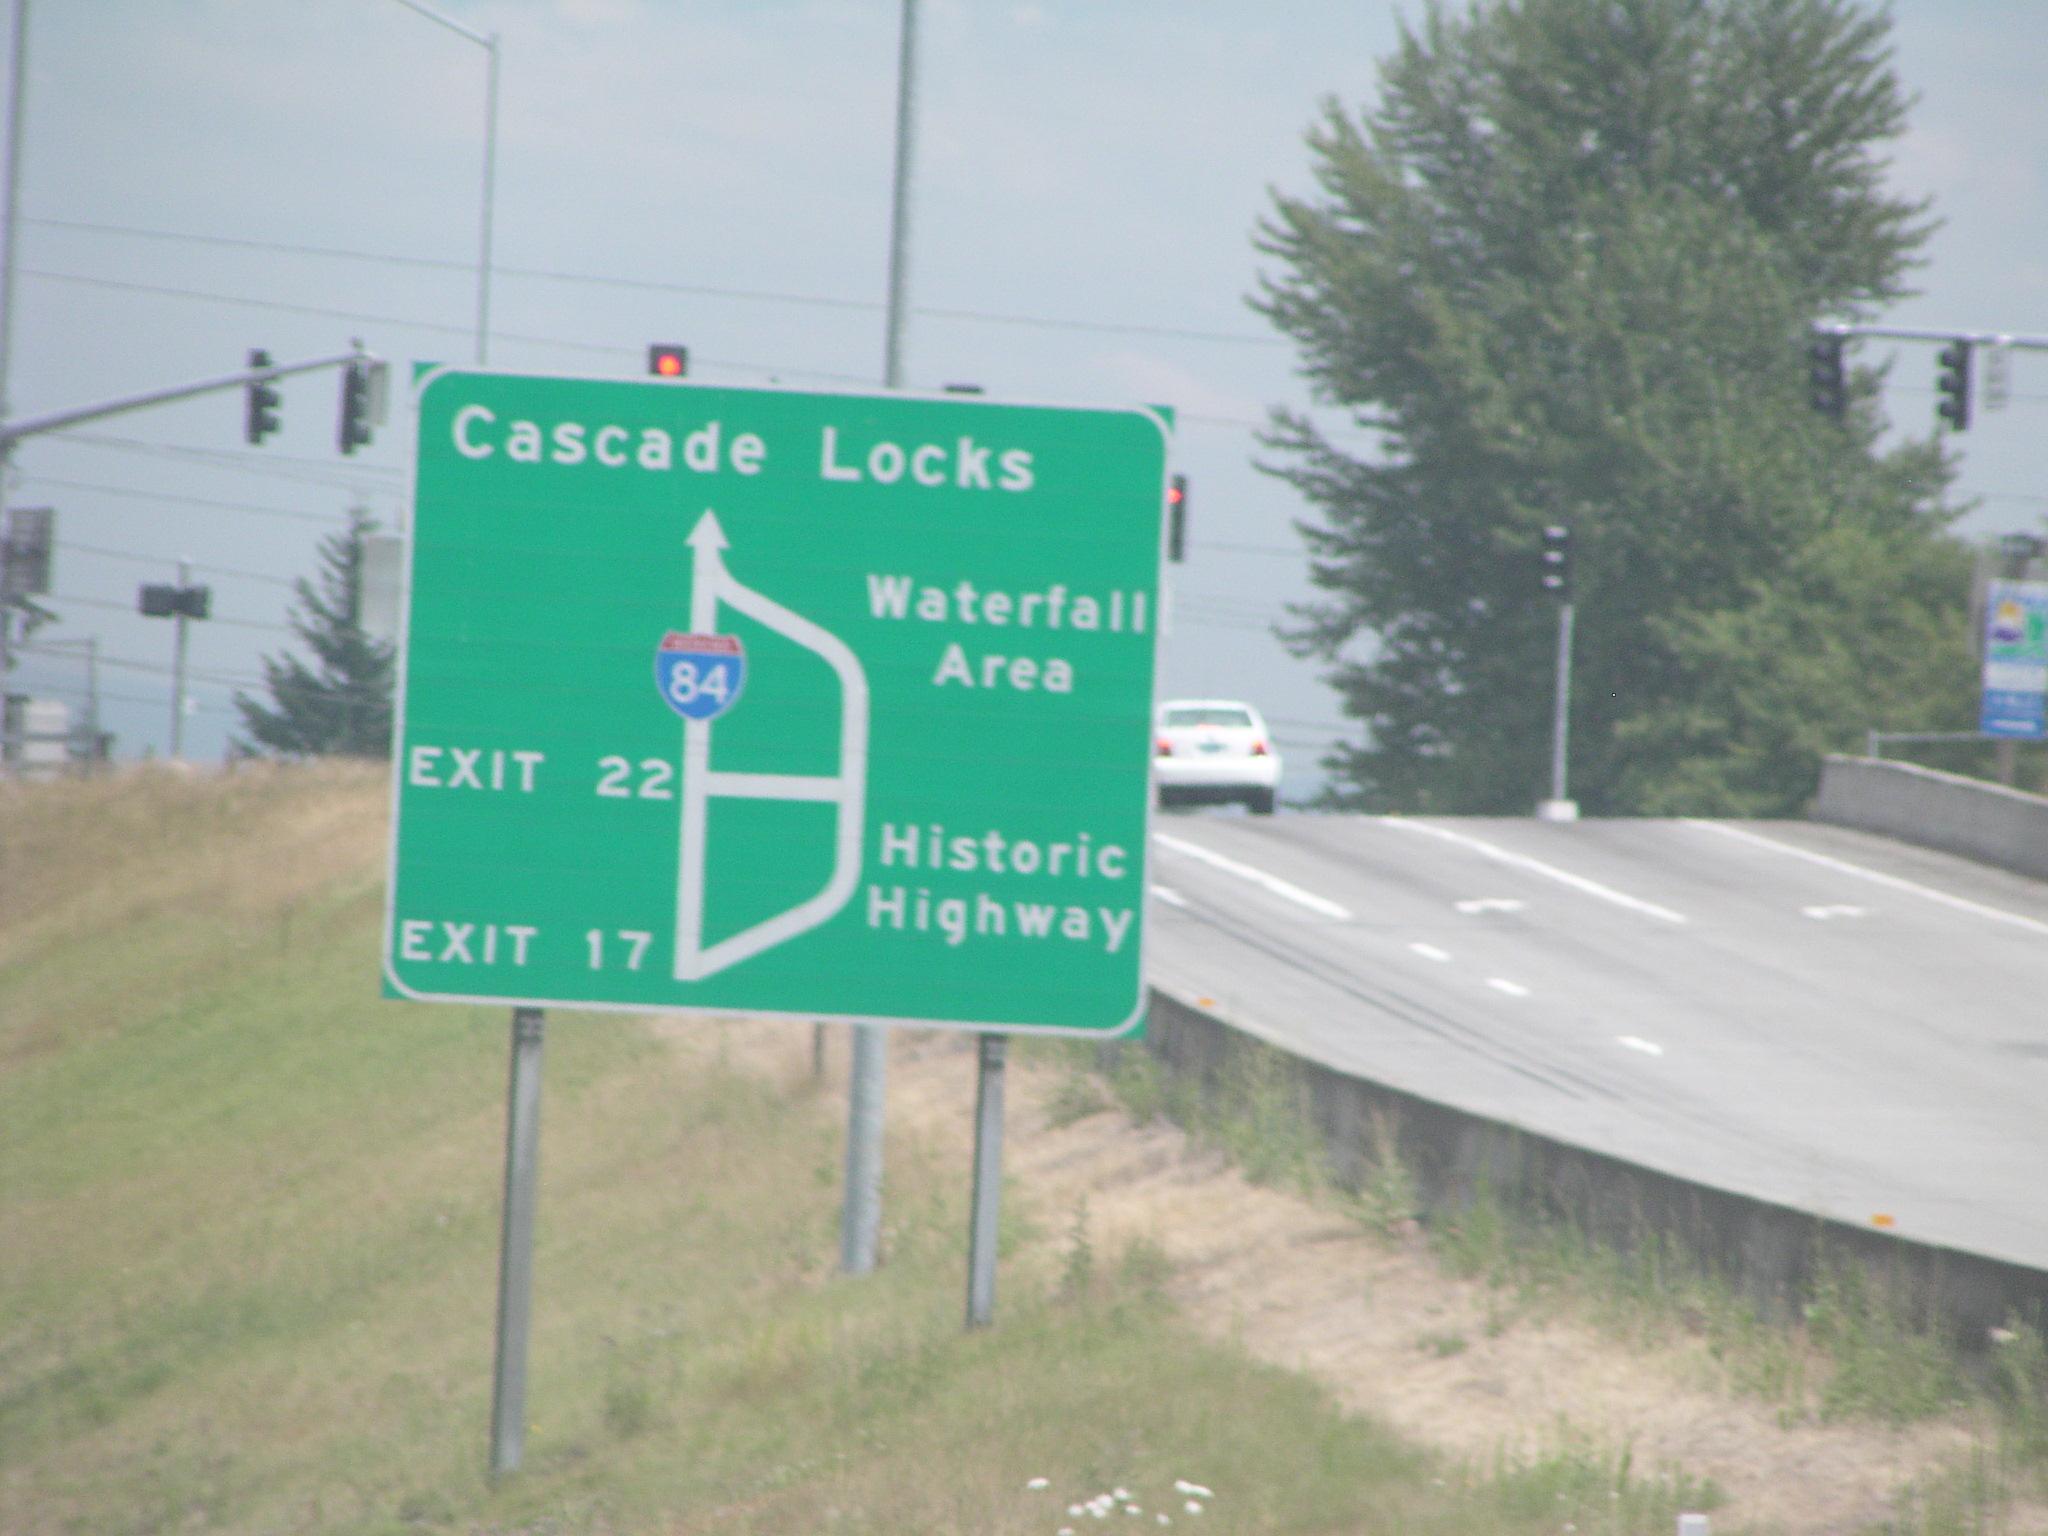 Cascade Locks
Waterfall
Area
84
EXIT 22
Historic
Highway
EXIT 17